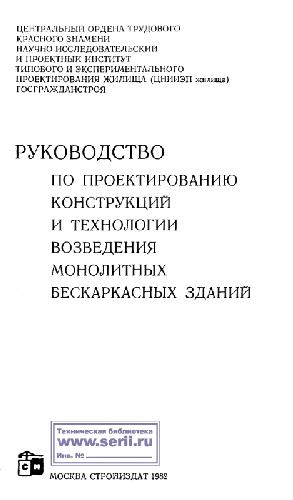 ЦЕНТРАЛЬНЫЙ ОРДЕНА ТРУДОВОГО
КРАСНОГО ЗНАМЕНИ
НАУЧНО-ИССЛЕДОВАТЕЛЬСКИЙ
И ПРОЕКТНЫЙ ИНСТИТУТ
ТИПОВОГО И ЭКСПЕРИМЕНТАЛЬНОГО
ПРОЕКТИРОВАНИЯ ЖИЛИЩА (ЦНИИЭП жилища)
ГОСГРАЖДАНСТРОЯ
РУКОВОДСТВО
ПО ПРОЕКТИРОВАНИЮ
КОНСТРУКЦИЙ
И ТЕХНОЛОГИИ
ВОЗВЕДЕНИЯ
МОНОЛИТНЫХ
БЕСКАРКАСНЫХ ЗДАНИЙ
Техническая библиотека
www.serii.ru
Инв. №
С И
МОСКВА СТРОЙИЗДАТ 1982